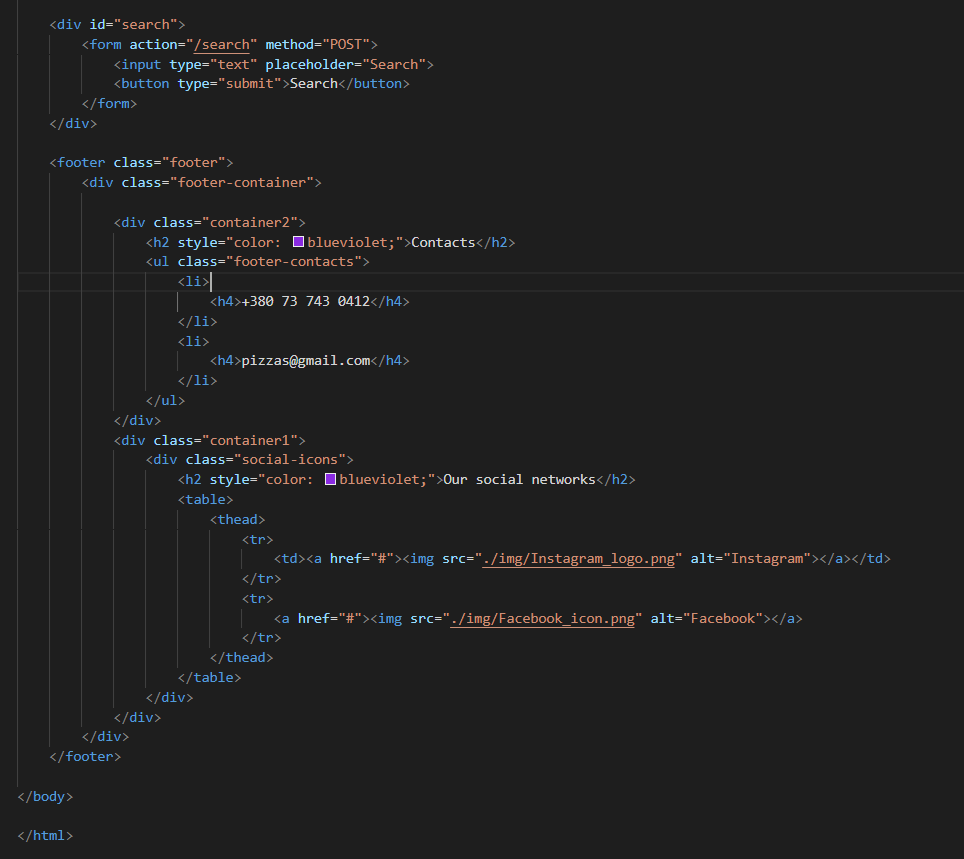 <div id="search">
<form action="/search" method="POST">
<input type="text" placeholder="Search">
<button type="submit">Search</button>
</form>
</div>
<footer class="footer">
<div class="footer-container">
<div class="container2">
<h2 style="color: blueviolet;">Contacts</h2>
<ul class="footer-contacts">
<li>
<h4>+380 73 743 0412</h4>
</li>
<li>
<h4>pizzas@gmail.com</h4>
</li>
</ul>
</div>
<div class="container1">
<div class="social-icons">
<h2 style="color: blueviolet;">Our social networks</h2>
<table>
<thead>
<tr>
<td><a href="#"><img src="./img/Instagram_logo.png" alt="Instagram"></a></td>
</tr>
<tr>
<a href="#"><img src="./img/Facebook_icon.png" alt="Facebook"></a>
</tr>
</thead>
</table>
</div>
</div>
</div>
</footer>
</body>
</html>